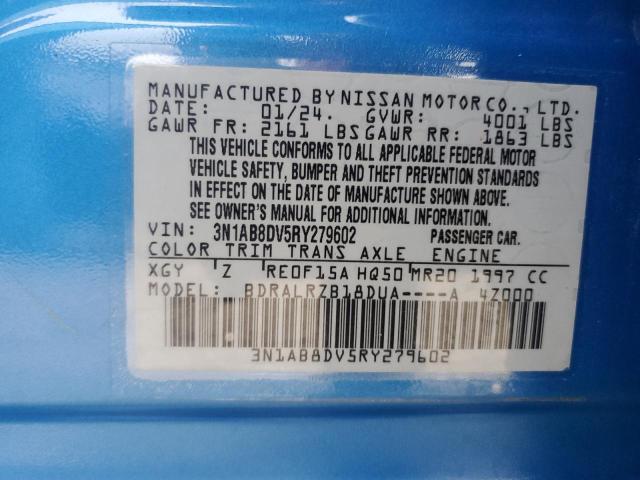 MANUFACTURED BY NISSAN MOTOR CO., LTD.
DATE: 01/24. GVWR: 4001 LBS
GAWR FR: 2161 LBS GAWR RR: 1863 LBS
THIS VEHICLE CONFORMS TO ALL APPLICABLE FEDERAL MOTOR
VEHICLE SAFETY, BUMPER AND THEFT PREVENTION STANDARDS
IN EFFECT ON THE DATE OF MANUFACTURE SHOWN ABOVE.
SEE OWNER'S MANUAL FOR ADDITIONAL INFORMATION.
VIN: 3N1AB8DV5RY279602 PASSENGER CAR.
COLOR TRIM TRANS AXLE ENGINE
XGY Z RE0F15A HQ50 MR20 1997 CC
MODEL: BDRALRZB18DUA----A 4Z000
3N1AB8DV5RY279602